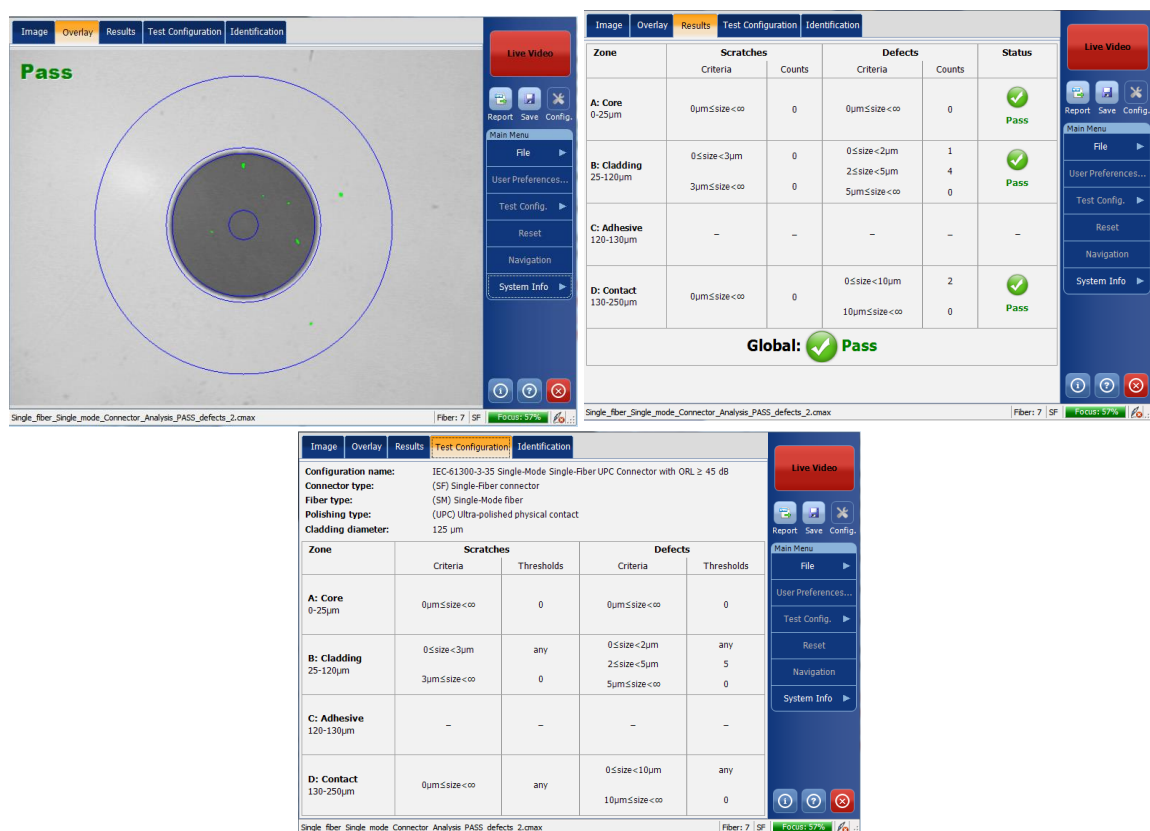 Image Overlay Results Test Configuration Identification
Pass
Live Video
Report Save Config.
Main Menu
File
User Preferences...
Test Config.
Reset
Navigation
System Info
Single_fiber_Single_mode_Connector_Analysis_PASS_defects_2.cmax Fiber: 7 SF Focus: 57%
Image Overlay Results Test Configuration Identification
Zone Scratches Defects Status
Criteria Counts Criteria Counts
A: Core
0-25µm
0µm≤size<∞ 0 0µm≤size<∞ 0
Pass
B: Cladding
25-120µm
0≤size<3µm 0
3µm≤size<∞ 0
0≤size<2µm 1
2≤size<5µm 4
5µm≤size<∞ 0
Pass
C: Adhesive
120-130µm
– – – – –
D: Contact
130-250µm
0µm≤size<∞ 0
0≤size<10µm 2
10µm≤size<∞ 0
Pass
Global: Pass
Live Video
Report Save Config.
Main Menu
File
User Preferences...
Test Config.
Reset
Navigation
System Info
Single_fiber_Single_mode_Connector_Analysis_PASS_defects_2.cmax Fiber: 7 SF Focus: 57%
Image Overlay Results Test Configuration Identification
Configuration name: IEC-61300-3-35 Single-Mode Single-Fiber UPC Connector with ORL ≥ 45 dB
Connector type: (SF) Single-Fiber connector
Fiber type: (SM) Single-Mode fiber
Polishing type: (UPC) Ultra-polished physical contact
Cladding diameter: 125 µm
Zone Scratches Defects
Criteria Thresholds Criteria Thresholds
A: Core
0-25µm
0µm≤size<∞ 0 0µm≤size<∞ 0
B: Cladding
25-120µm
0≤size<3µm any
3µm≤size<∞ 0
0≤size<2µm any
2≤size<5µm 5
5µm≤size<∞ 0
C: Adhesive
120-130µm
– – – –
D: Contact
130-250µm
0µm≤size<∞ any
0≤size<10µm any
10µm≤size<∞ 0
Live Video
Report Save Config.
Main Menu
File
User Preferences...
Test Config.
Reset
Navigation
System Info
Single_fiber_Single_mode_Connector_Analysis_PASS_defects_2.cmax Fiber: 7 SF Focus: 57%